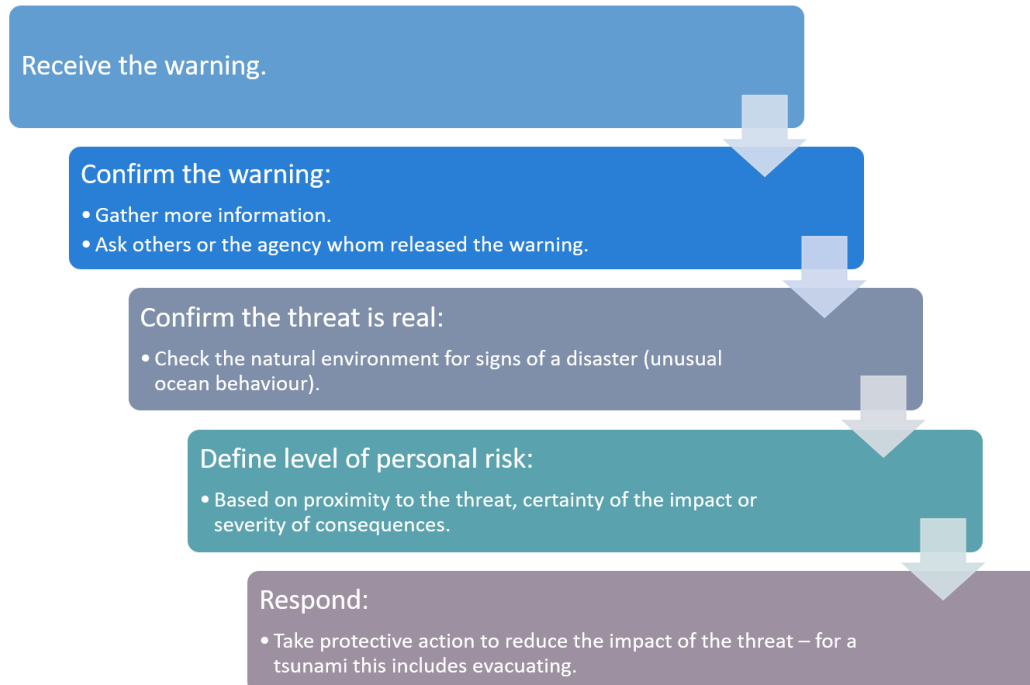 Receive the warning.
Confirm the warning:
• Gather more information.
• Ask others or the agency whom released the warning.
Confirm the threat is real:
• Check the natural environment for signs of a disaster (unusual
ocean behaviour).
Define level of personal risk:
• Based on proximity to the threat, certainty of the impact or
severity of consequences.
Respond:
• Take protective action to reduce the impact of the threat – for a
tsunami this includes evacuating.